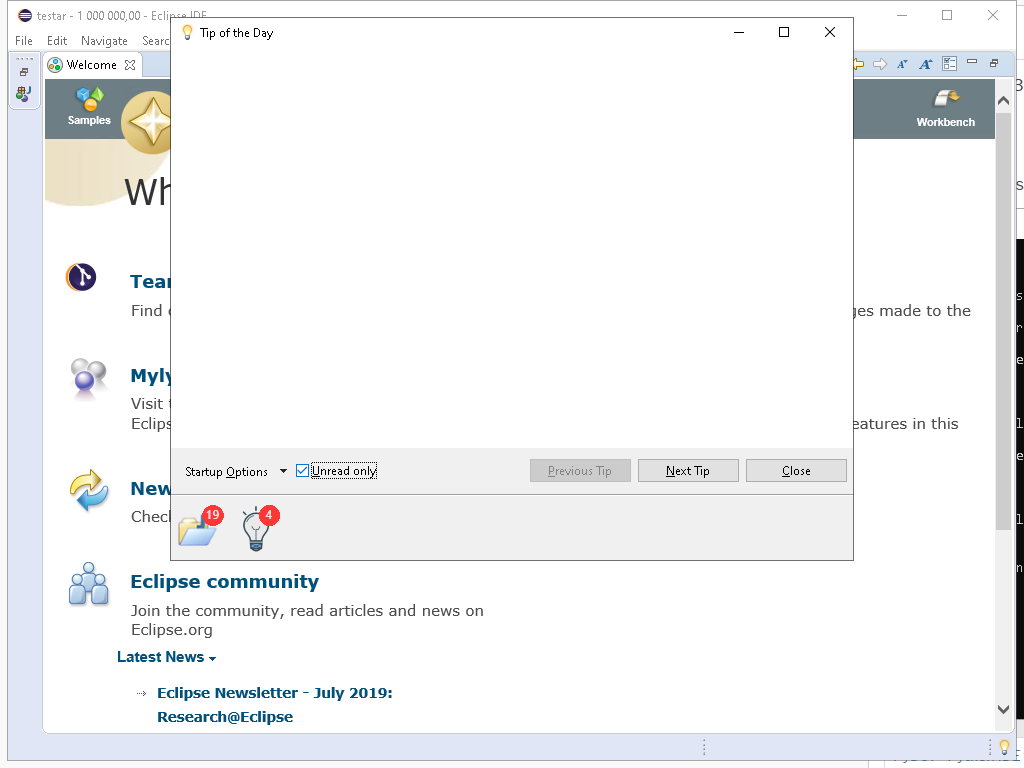 testar - 1 000 000,00 - Eclipse IDE
Tip of the Day
File Edit Navigate Searc
Welcome
Samples
Workbench
Wh
Tear
Find
ges made to the
Myly
Visit
Eclips
eatures in this
Startup Options
Unread only
Previous Tip
Next Tip
Close
New
Check
19
4
Eclipse community
Join the community, read articles and news on
Eclipse.org
Latest News
Eclipse Newsletter - July 2019:
Research@Eclipse